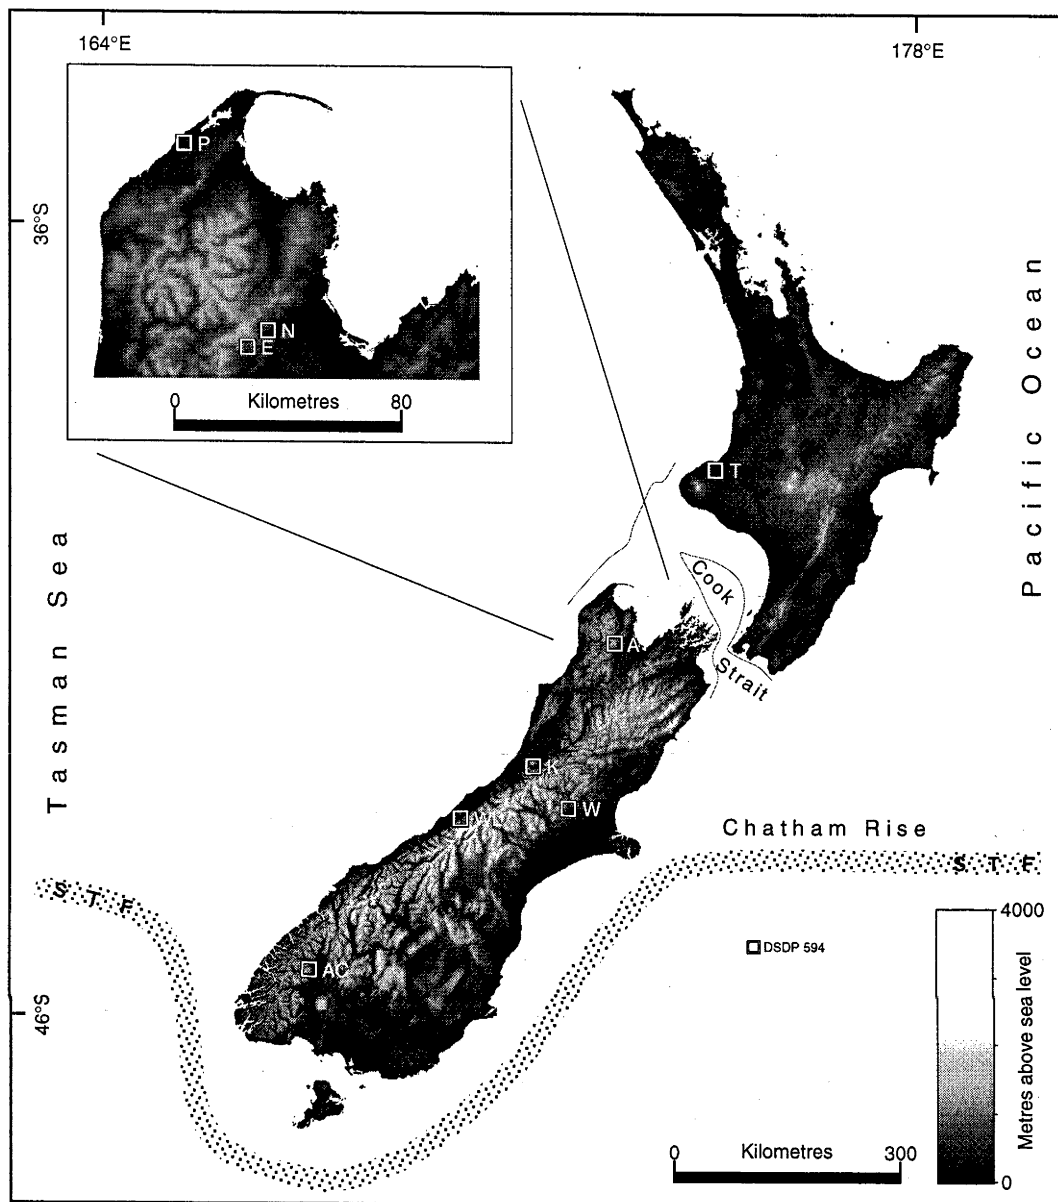 164°E
178°E
P
N
E
0 Kilometres 80
36°S
46°S
Pacific Ocean
Tasman Sea
T
Cook
Strait
A
K
W
AC
Chatham Rise
S T F
S T F
DSDP 594
4000
Metres above sea level
0
0 Kilometres 300